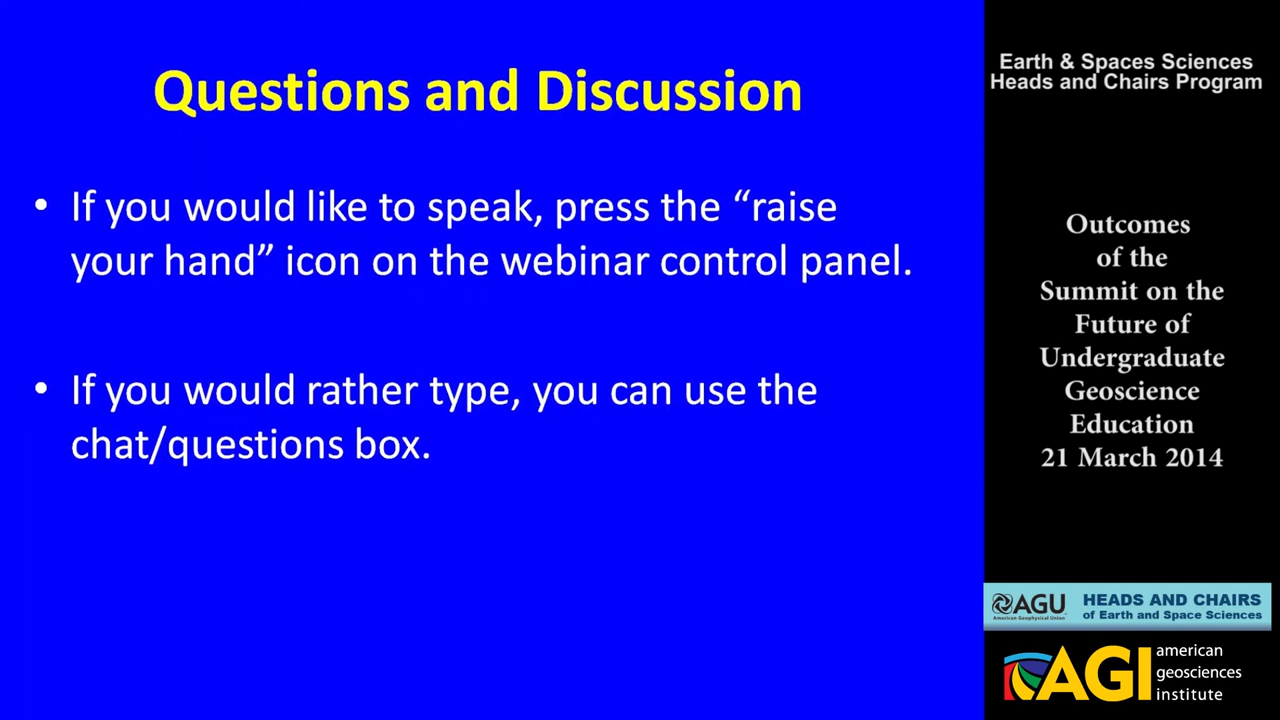 Questions and Discussion
• If you would like to speak, press the “raise
your hand” icon on the webinar control panel.
• If you would rather type, you can use the
chat/questions box.
Earth & Spaces Sciences
Heads and Chairs Program
Outcomes
of the
Summit on the
Future of
Undergraduate
Geoscience
Education
21 March 2014
AGU
American Geophysical Union
HEADS AND CHAIRS
of Earth and Space Sciences
AGI
american
geosciences
institute